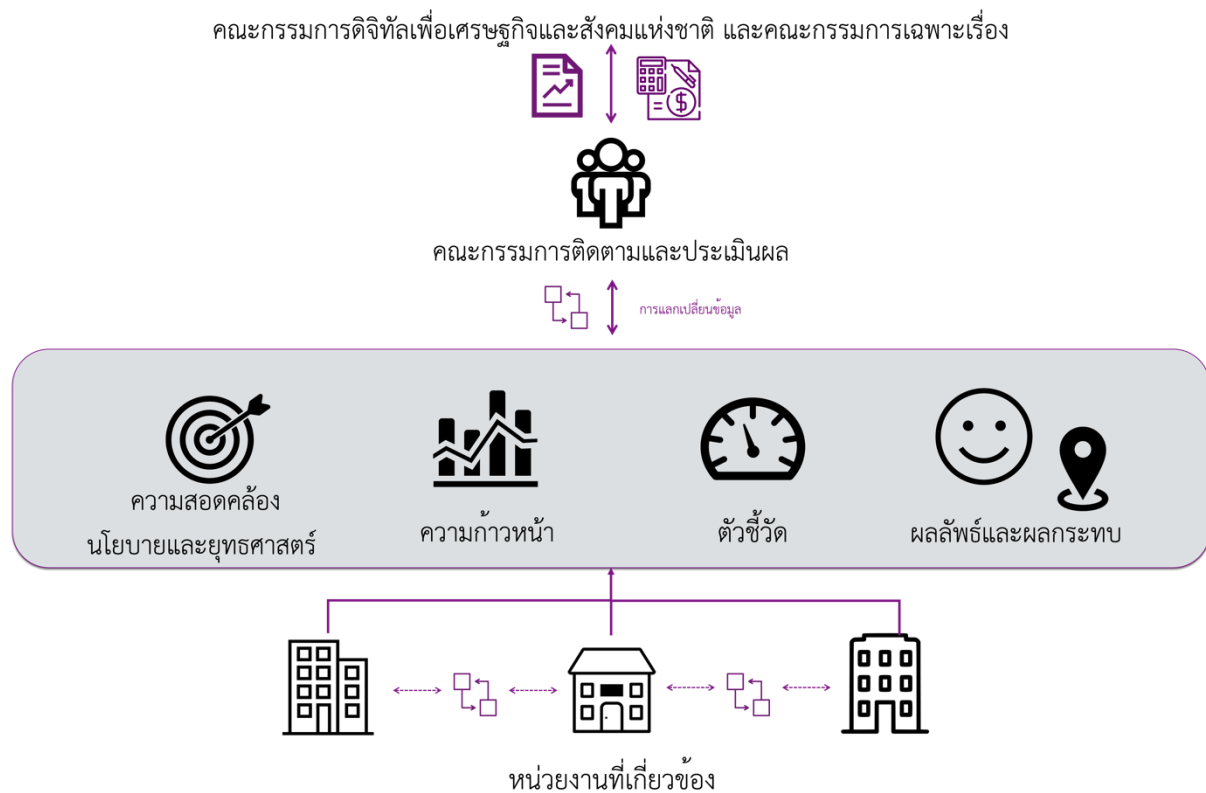 คณะกรรมการดิจิทัลเพื่อเศรษฐกิจและสังคมแห่งชาติ และคณะกรรมการเฉพาะเรื่อง
$
คณะกรรมการติดตามและประเมินผล
การแลกเปลี่ยนข้อมูล
ความสอดคล้อง
นโยบายและยุทธศาสตร์
ความก้าวหน้า
ตัวชี้วัด
ผลลัพธ์และผลกระทบ
หน่วยงานที่เกี่ยวข้อง